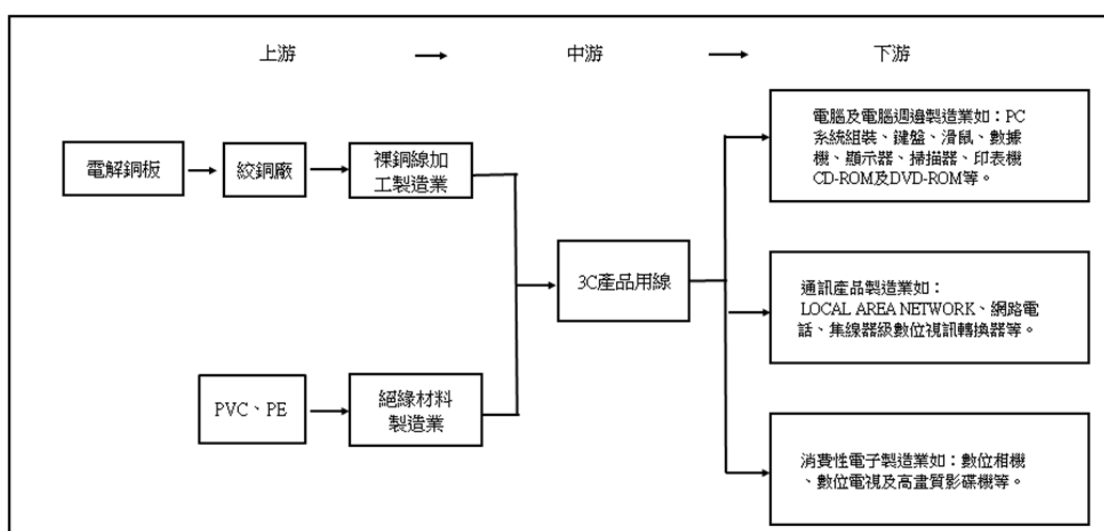 上游
中游
下游
電解銅板
絞銅廠
裸銅線加
工製造業
PVC、PE
絕緣材料
製造業
3C產品用線
電腦及電腦週邊製造業如：PC
系統組裝、鍵盤、滑鼠、數據
機、顯示器、掃描器、印表機
CD-ROM及DVD-ROM等。
通訊產品製造業如：
LOCAL AREA NETWORK、網路電
話、集線器級數位視訊轉換器等。
消費性電子製造業如：數位相機
、數位電視及高畫質影碟機等。